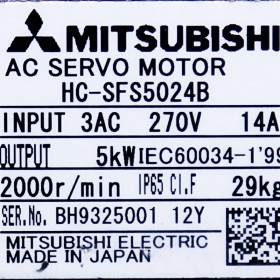 MITSUBISHI
AC SERVO MOTOR
HC-SFS5024B
INPUT 3AC 270V 14A
OUTPUT 5kW IEC60034-1'99
2000r/min IP65 CI.F 29kg
SER.No. BH9325001 12Y
MITSUBISHI ELECTRIC
MADE IN JAPAN